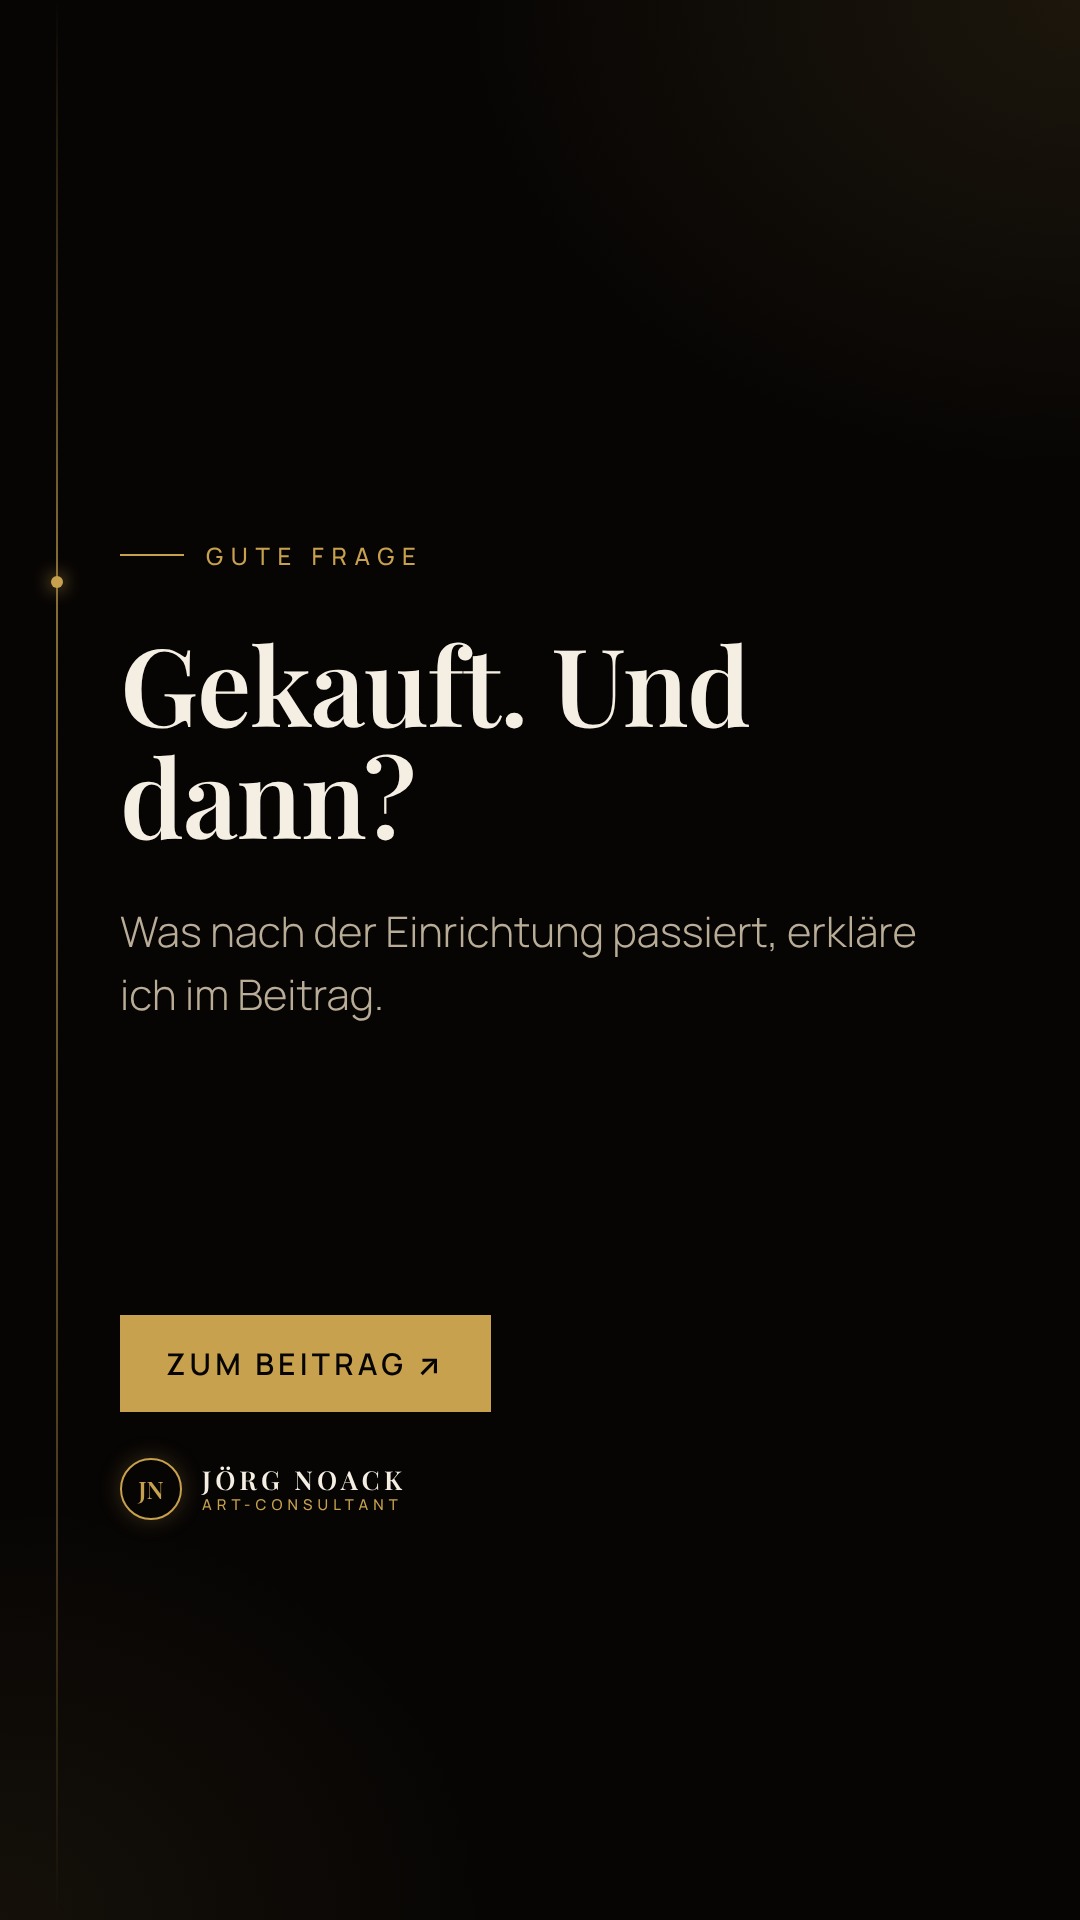 GUTE FRAGE
Gekauft. Und
dann?
Was nach der Einrichtung passiert, erkläre
ich im Beitrag.
ZUM BEITRAG ↗
JN
JÖRG NOACK
ART-CONSULTANT